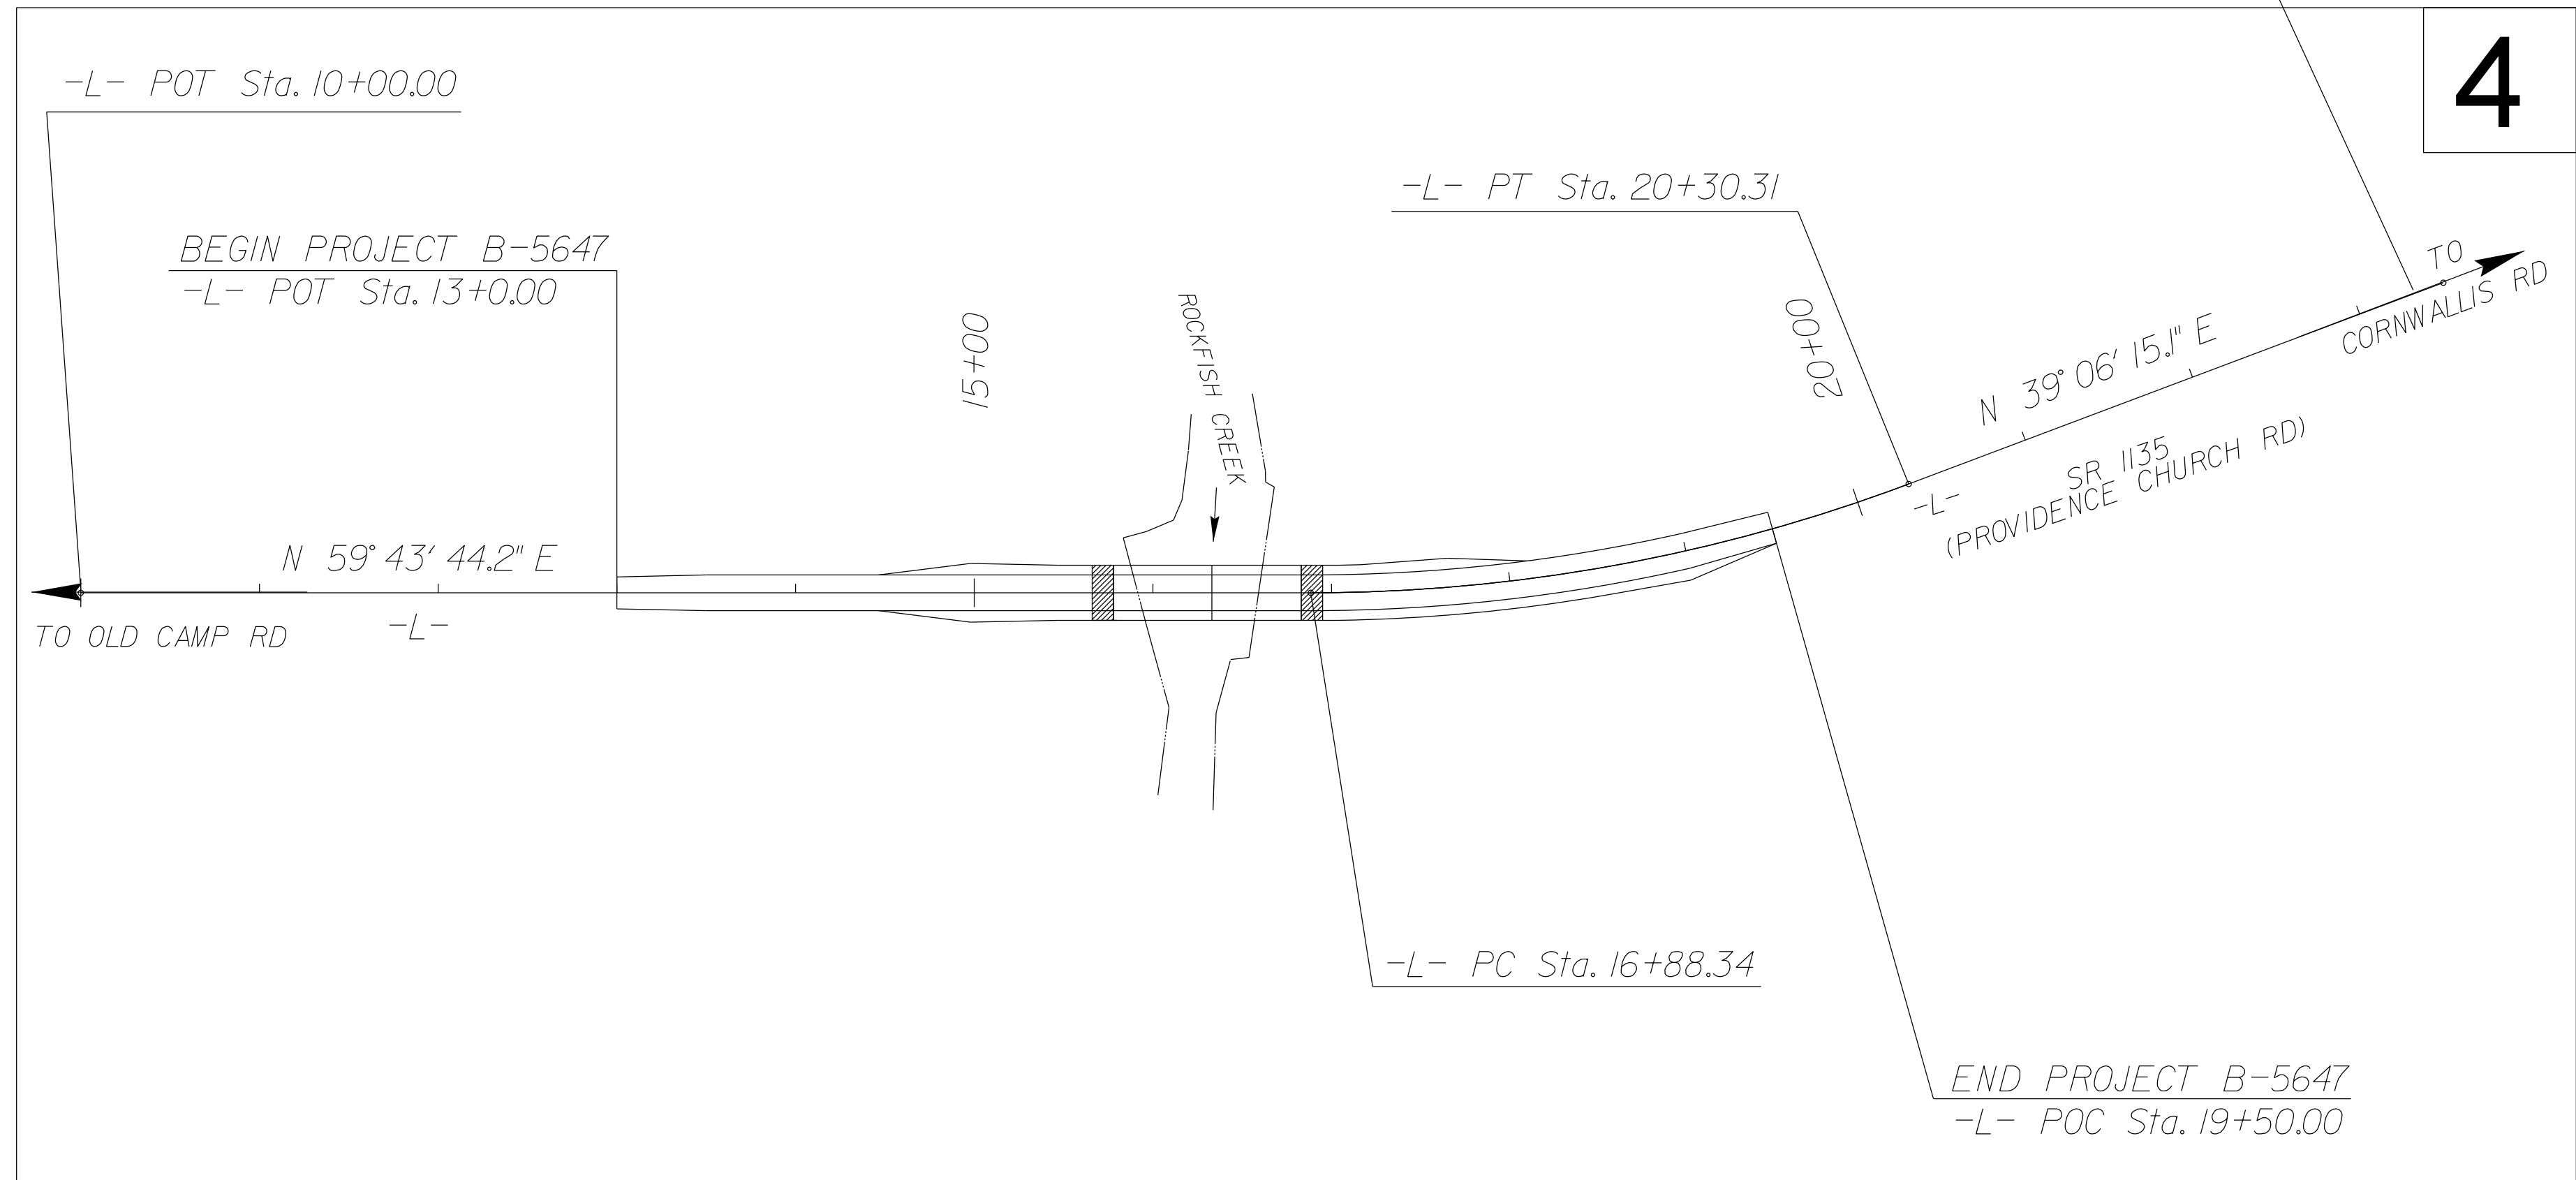 4
-L- POT Sta. 10+00.00
-L- PT Sta. 20+30.31
BEGIN PROJECT B-5647
-L- POT Sta. 13+0.00
TO
CORNWALLIS RD
15+00
ROCKFISH CREEK
20+00
N 39° 06' 15.1" E
SR 1135
(PROVIDENCE CHURCH RD)
-L-
N 59° 43' 44.2" E
TO OLD CAMP RD
-L-
-L- PC Sta. 16+88.34
END PROJECT B-5647
-L- POC Sta. 19+50.00